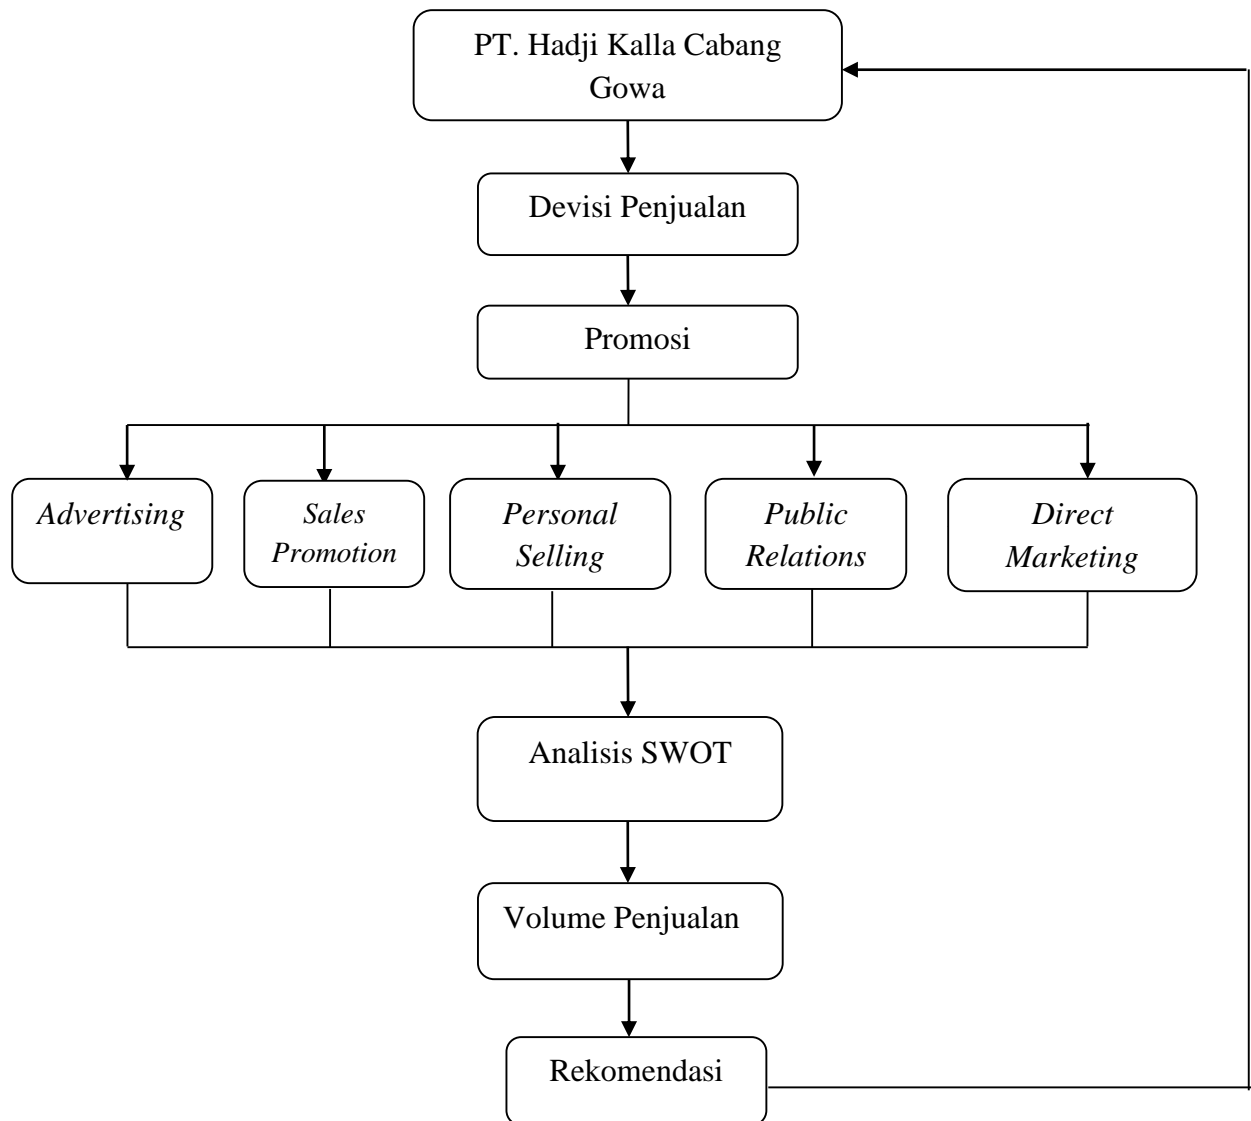 PT. Hadji Kalla Cabang
Gowa
Devisi Penjualan
Promosi
Advertising
Sales
Promotion
Personal
Selling
Public
Relations
Direct
Marketing
Analisis SWOT
Volume Penjualan
Rekomendasi